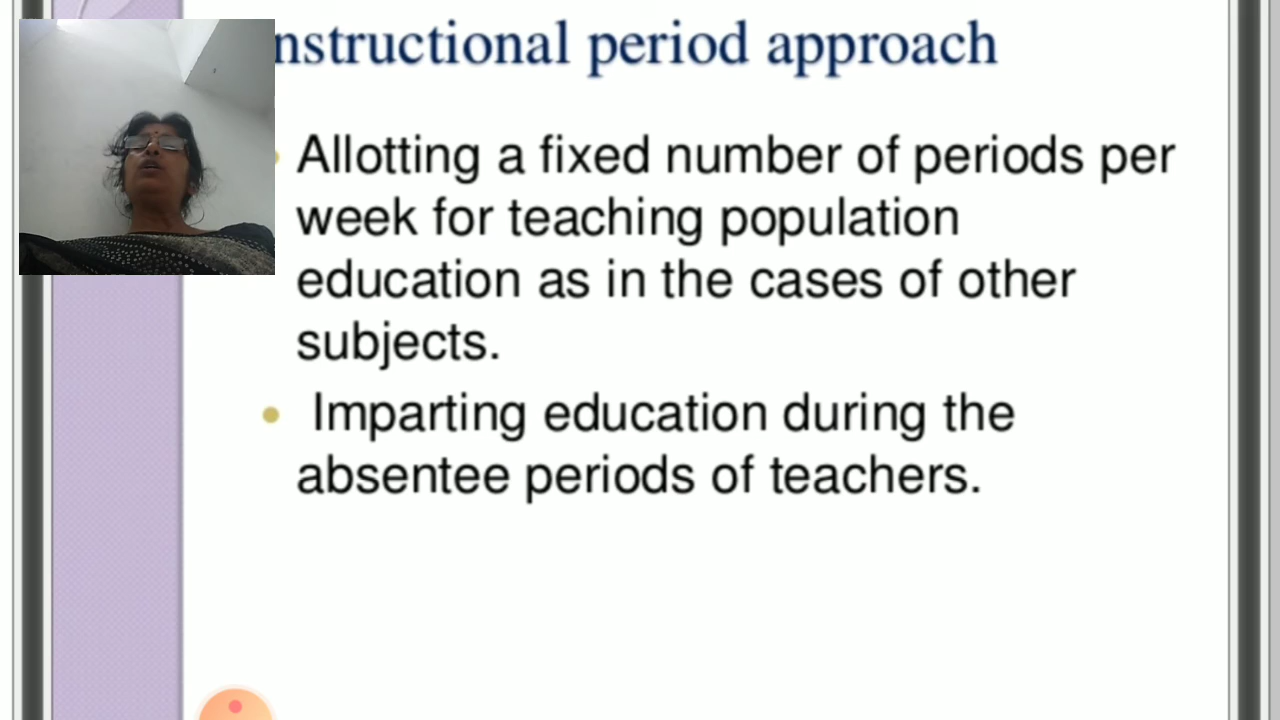 nstructional period approach
Allotting a fixed number of periods per
week for teaching population
education as in the cases of other
subjects.
Imparting education during the
absentee periods of teachers.